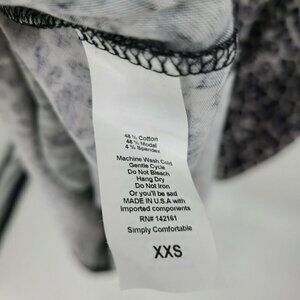 48 % Cotton
48 % Modal
4 % Spandex
Machine Wash Cold
Gentle Cycle
Do Not Bleach
Hang Dry
Do Not Iron
Or you'll be sad
MADE IN U.S.A with
imported components
RN# 142161
Simply Comfortable
XXS